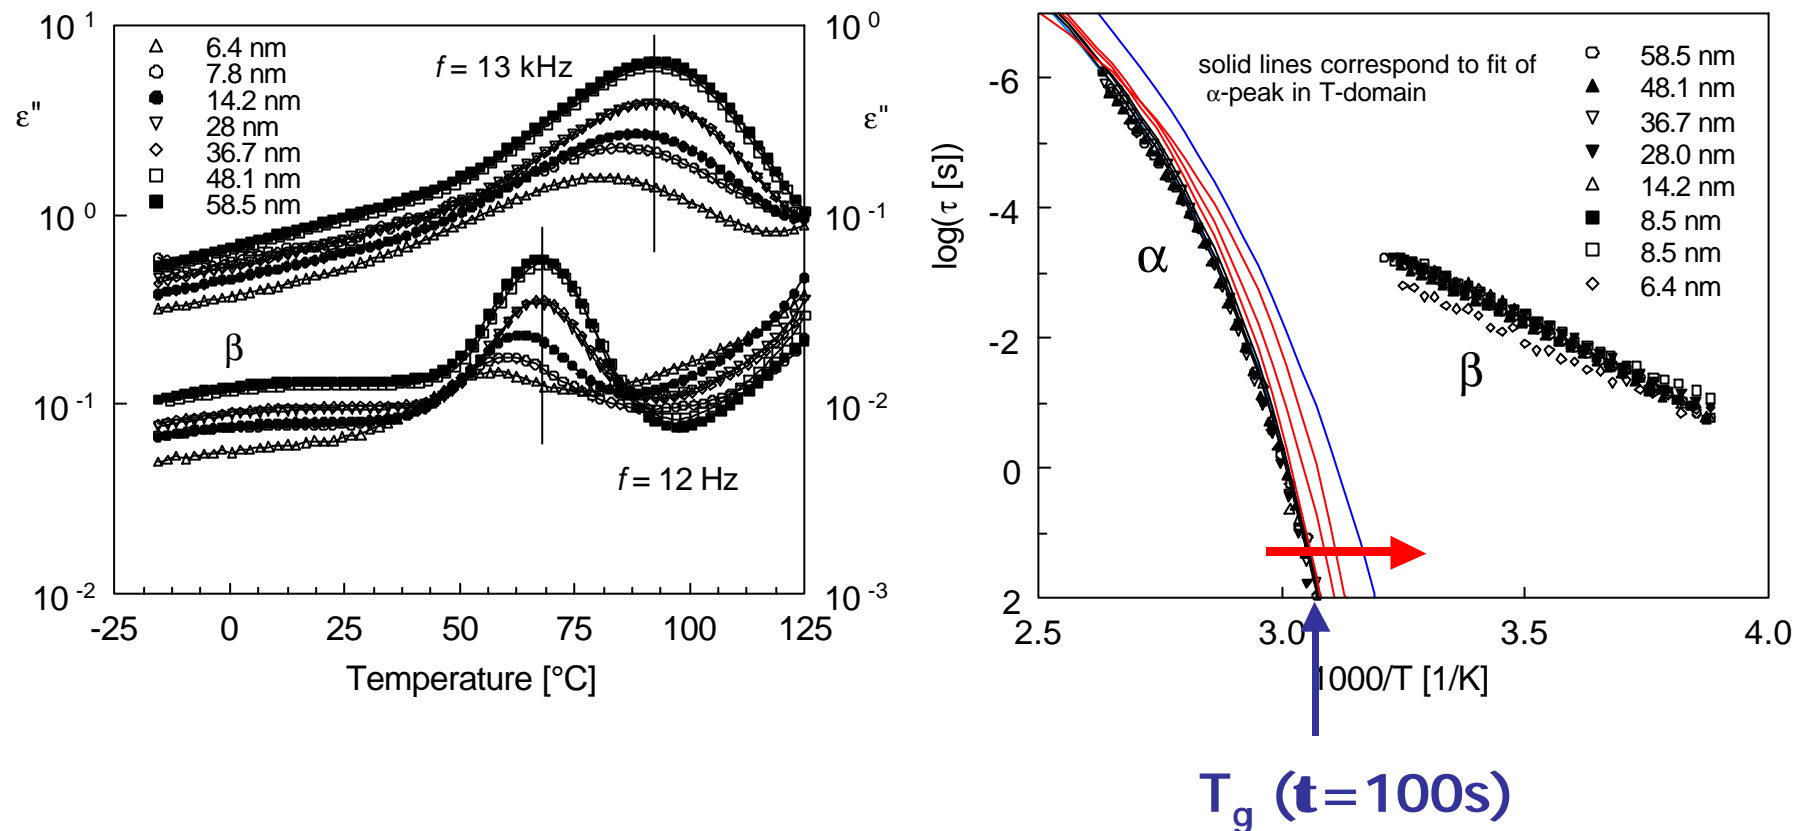 10 1
10 0
10 -1
10 -2
ε"
6.4 nm
7.8 nm
14.2 nm
28 nm
36.7 nm
48.1 nm
58.5 nm
f = 13 kHz
β
f = 12 Hz
10 0
ε"
10 -1
10 -2
10 -3
-25 0 25 50 75 100 125
Temperature [°C]
log(τ [s])
-6
-4
-2
0
2
solid lines correspond to fit of
α-peak in T-domain
58.5 nm
48.1 nm
36.7 nm
28.0 nm
14.2 nm
8.5 nm
8.5 nm
6.4 nm
α
β
2.5 3.0 3.5 4.0
1000/T [1/K]
Tg (t=100s)